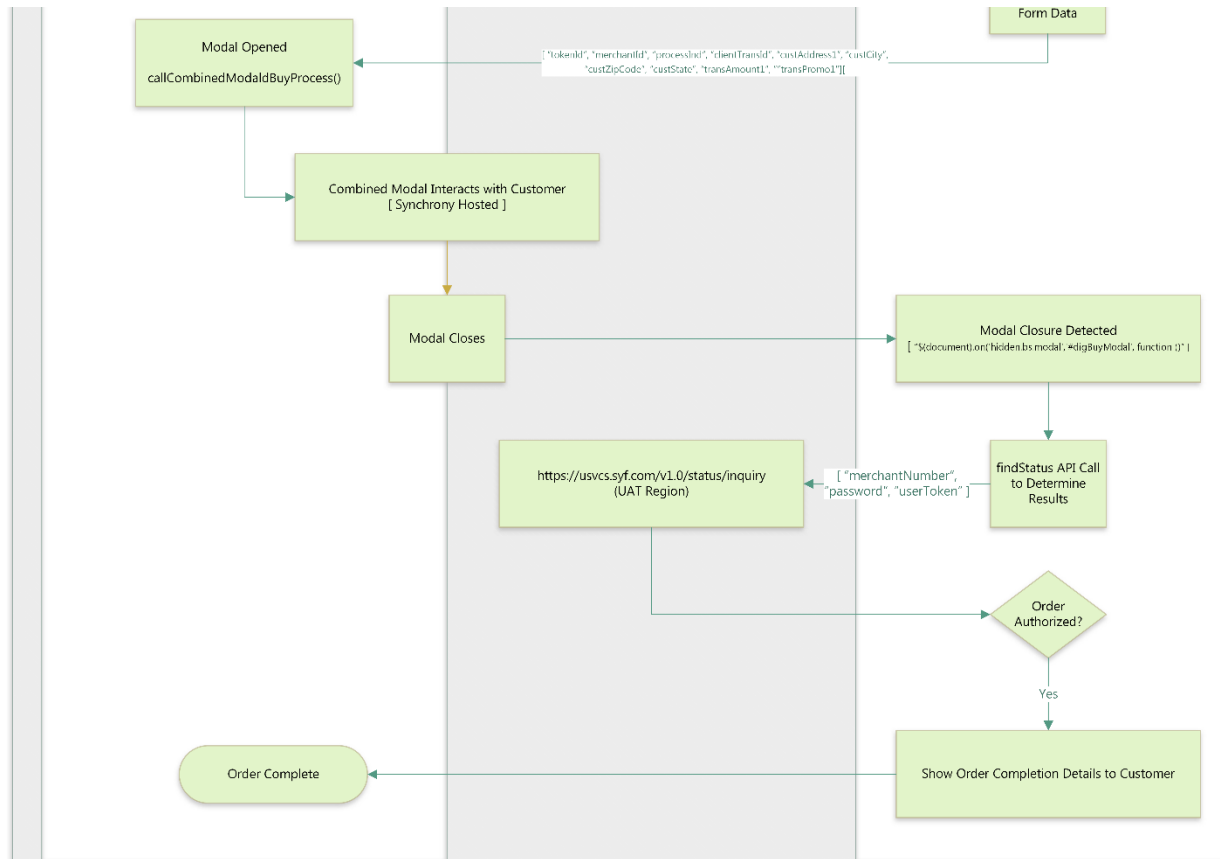 Form Data
Modal Opened
callCombinedModaldBuyProcess()
[ "tokenId", "merchantId", "processInd", "clientTransId", "custAddress1", "custCity",
"custZipCode", "custState", "transAmount1", ""transPromo1"][
Combined Modal Interacts with Customer
[ Synchrony Hosted ]
Modal Closes
Modal Closure Detected
[ "$(document).on('hidden.bs.modal', '#digBuyModal', function ()" ]
https://usvcs.syf.com/v1.0/status/inquiry
(UAT Region)
[ "merchantNumber",
"password", "userToken" ]
findStatus API Call
to Determine
Results
Order
Authorized?
Yes
Order Complete
Show Order Completion Details to Customer